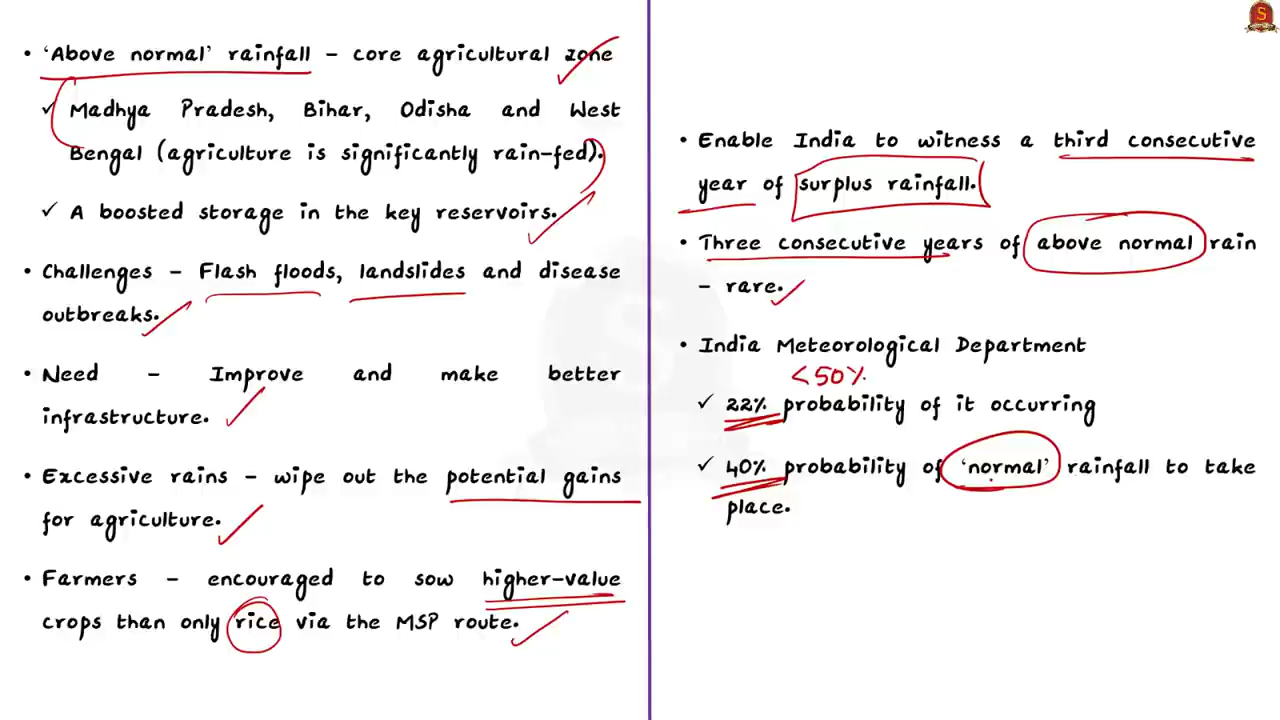 • 'Above normal' rainfall - core agricultural zone
✓ Madhya Pradesh, Bihar, Odisha and West
Bengal (agriculture is significantly rain-fed).
✓ A boosted storage in the key reservoirs.
• Challenges - Flash floods, landslides and disease
outbreaks.
• Need - Improve and make better
infrastructure.
• Excessive rains - wipe out the potential gains
for agriculture.
• Farmers - encouraged to sow higher-value
crops than only rice via the MSP route.
• Enable India to witness a third consecutive
year of surplus rainfall.
• Three consecutive years of above normal rain
- rare.
• India Meteorological Department
<50%
✓ 22% probability of it occurring
✓ 40% probability of 'normal' rainfall to take
place.